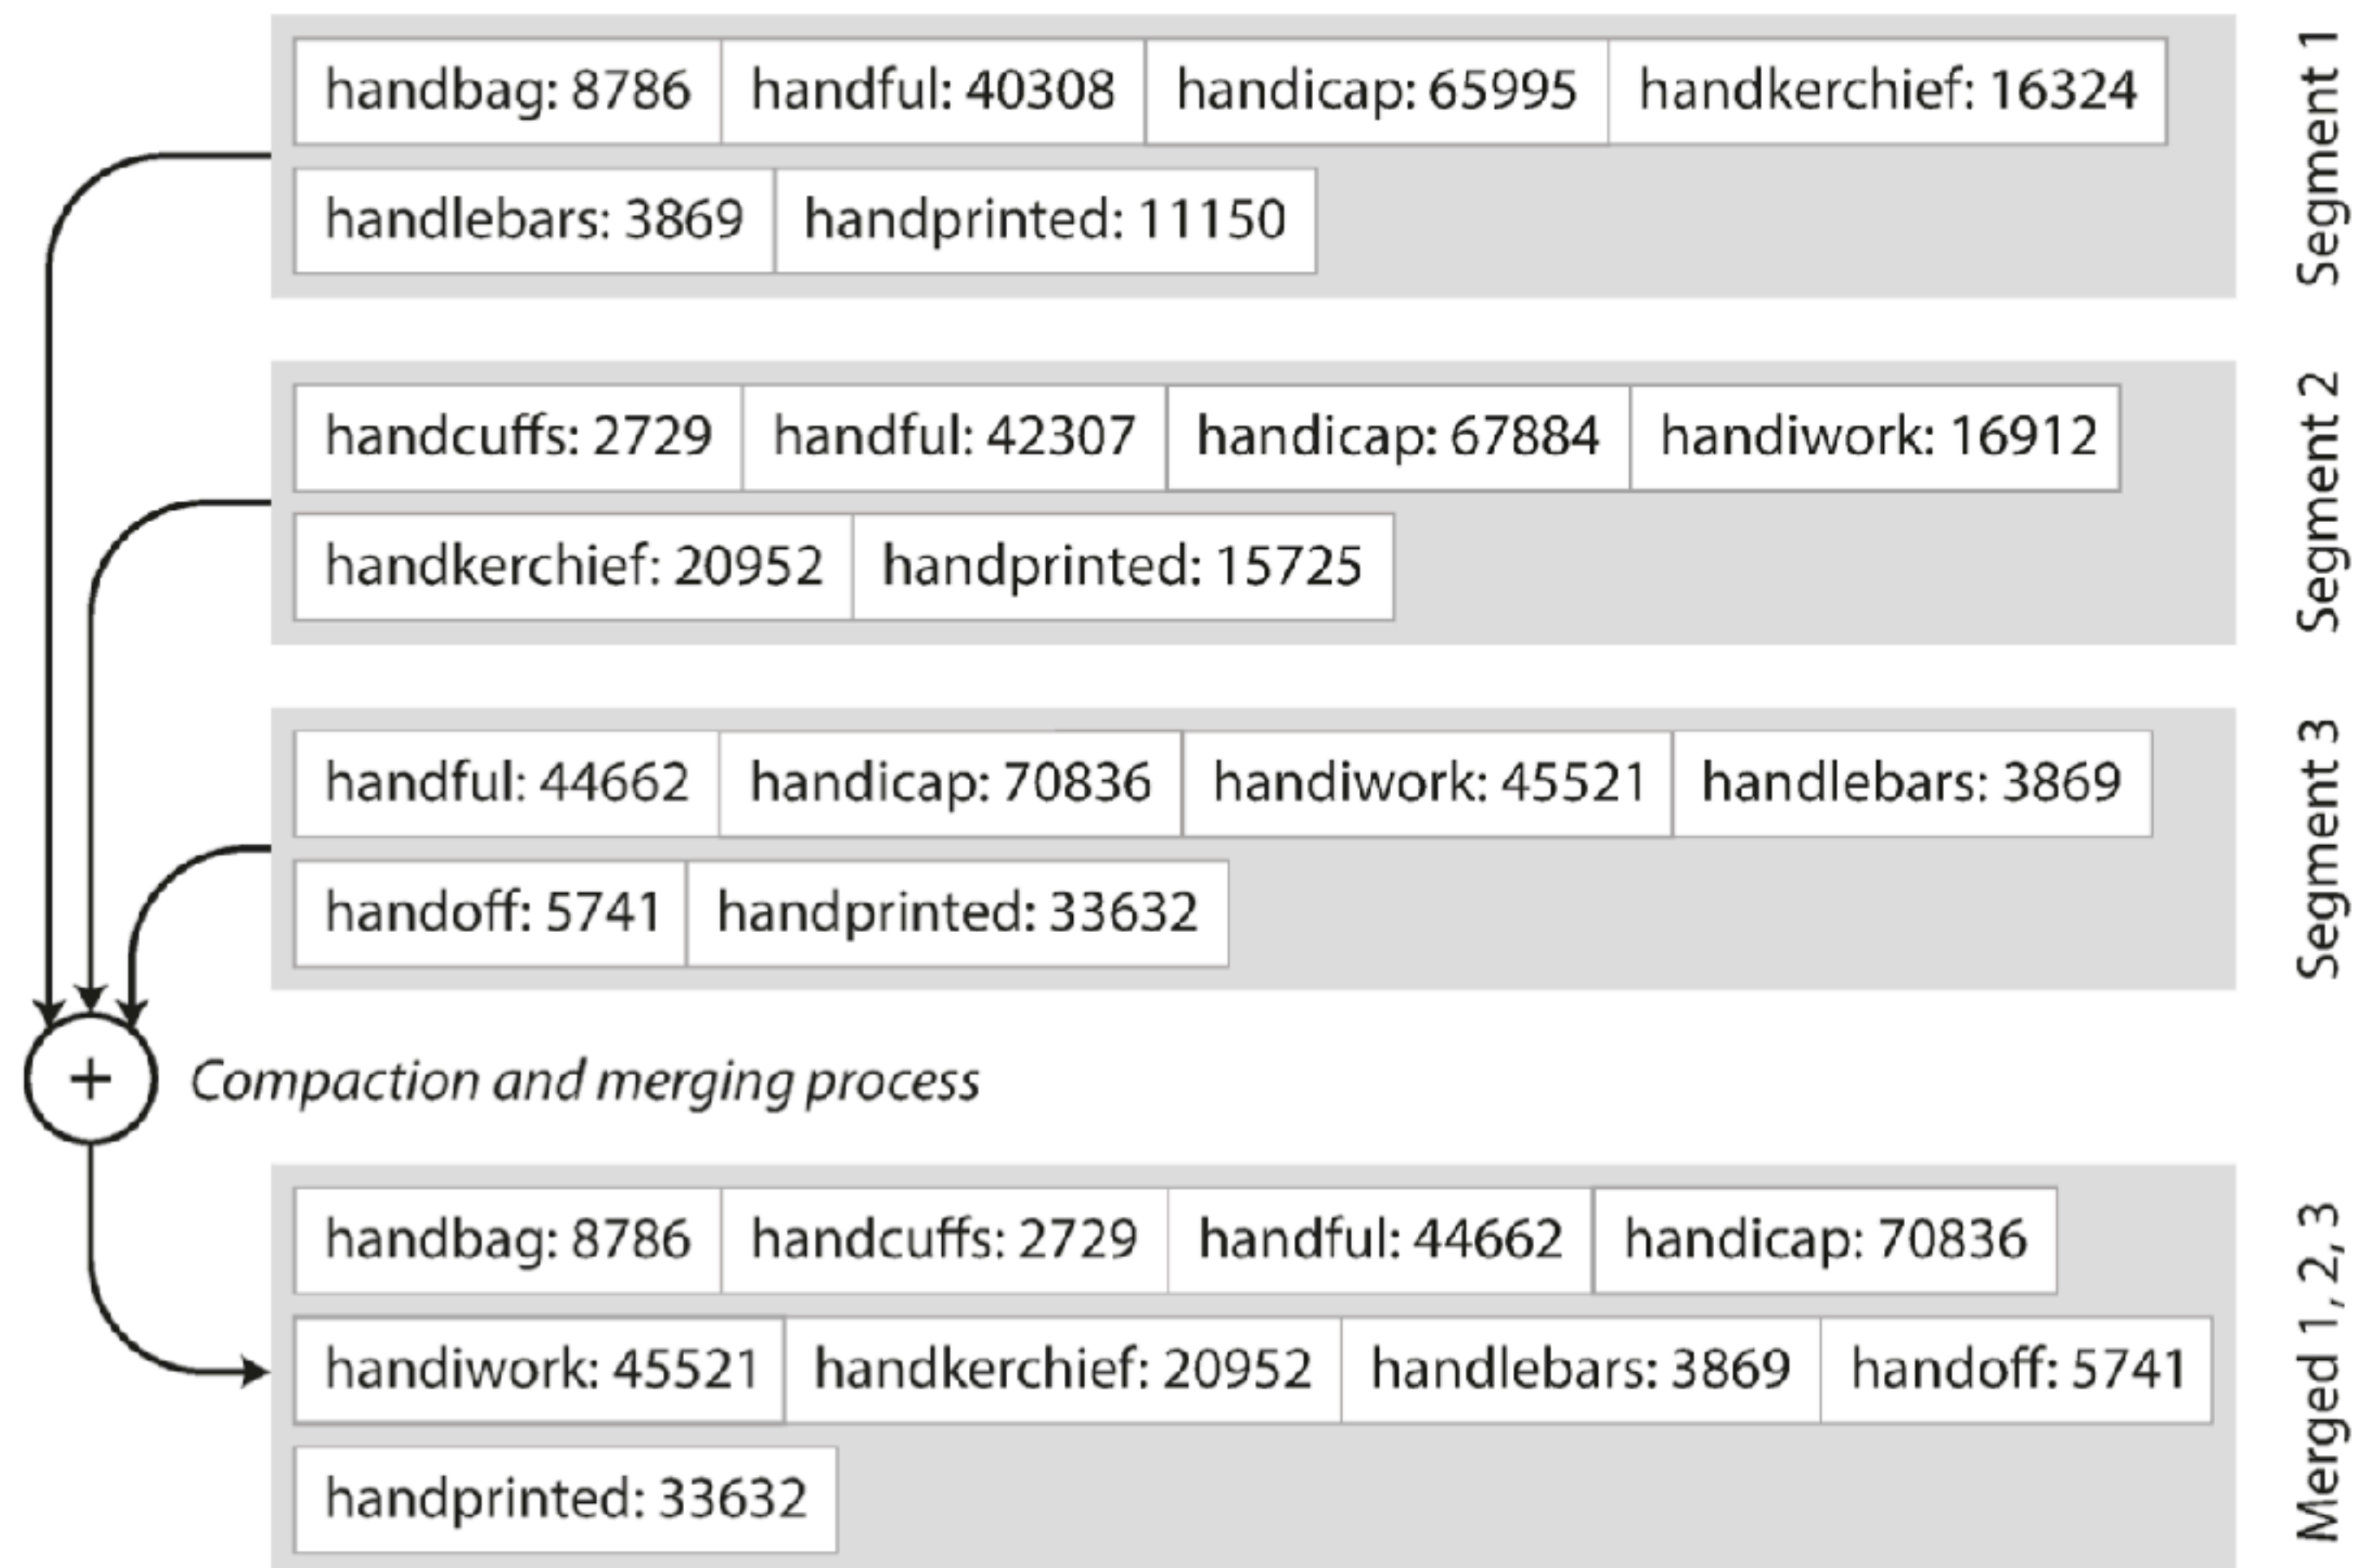 handbag: 8786 handful: 40308 handicap: 65995 handkerchief: 16324
handlebars: 3869 handprinted: 11150
Segment 1
handcuffs: 2729 handful: 42307 handicap: 67884 handiwork: 16912
handkerchief: 20952 handprinted: 15725
Segment 2
handful: 44662 handicap: 70836 handiwork: 45521 handlebars: 3869
handoff: 5741 handprinted: 33632
Segment 3
+ Compaction and merging process
handbag: 8786 handcuffs: 2729 handful: 44662 handicap: 70836
handiwork: 45521 handkerchief: 20952 handlebars: 3869 handoff: 5741
handprinted: 33632
Merged 1, 2, 3